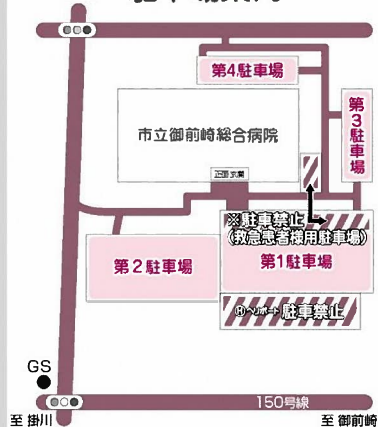 第4駐車場
第3駐車場
市立御前崎総合病院
正面玄関
※駐車禁止
(救急患者様用駐車場)
第2駐車場
第1駐車場
Ⓗヘリポート 駐車禁止
GS
150号線
至 掛川
至 御前崎